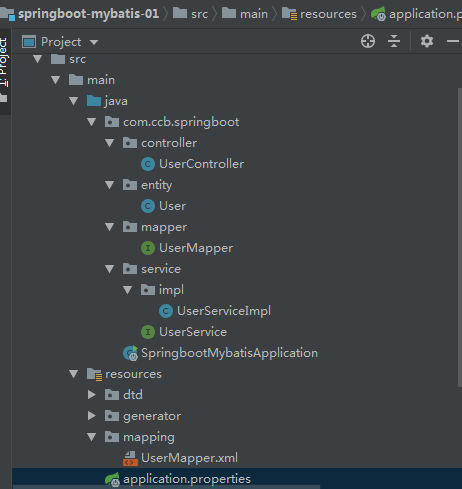 springboot-mybatis-01 src main resources application.p
1: Project
Project
src
main
java
com.ccb.springboot
controller
UserController
entity
User
mapper
UserMapper
service
impl
UserServiceImpl
UserService
SpringbootMybatisApplication
resources
dtd
generator
mapping
UserMapper.xml
application.properties